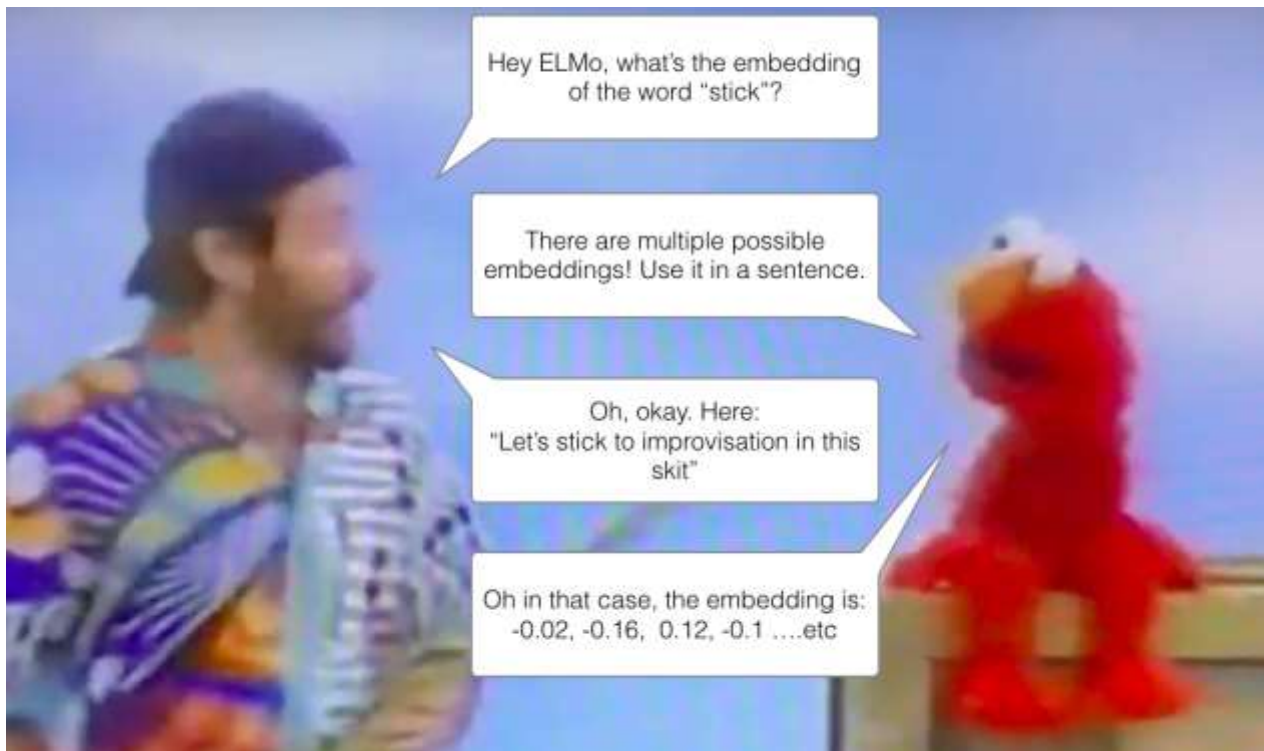 Hey ELMo, what's the embedding
of the word “stick”?
There are multiple possible
embeddings! Use it in a sentence.
Oh, okay. Here:
“Let's stick to improvisation in this
skit”
Oh in that case, the embedding is:
-0.02, -0.16, 0.12, -0.1 ....etc